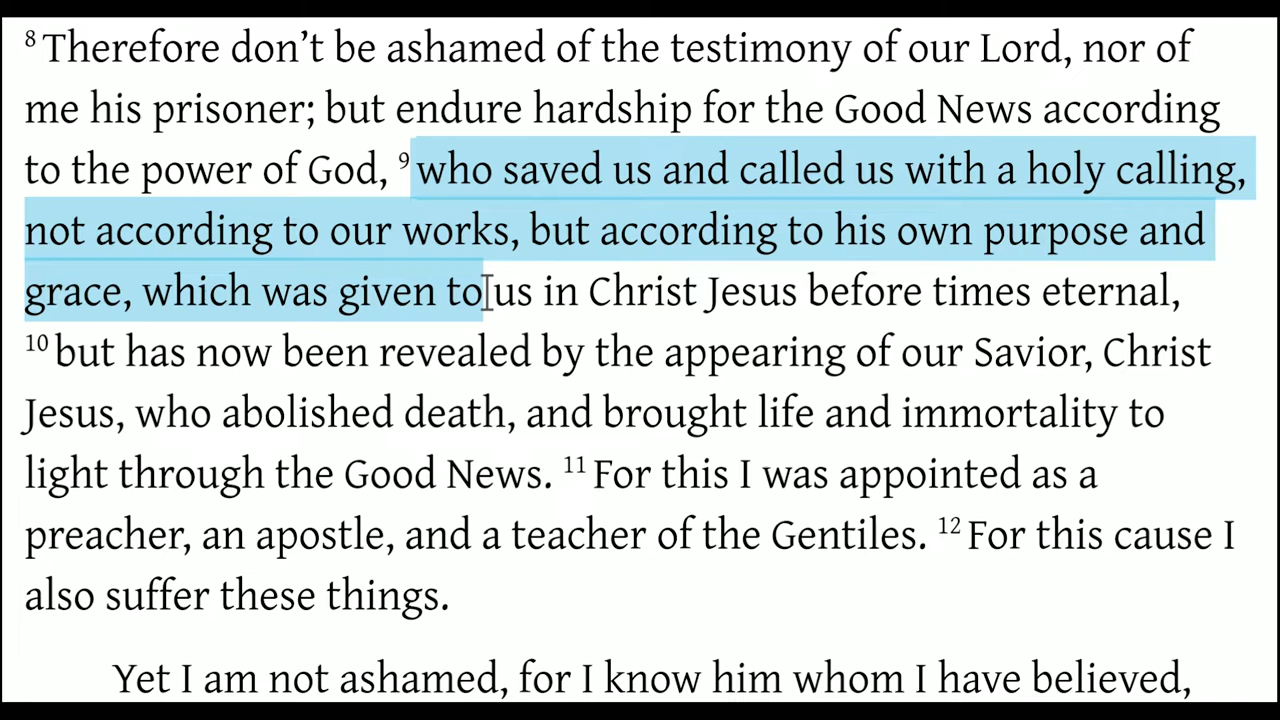 8 Therefore don’t be ashamed of the testimony of our Lord, nor of
me his prisoner; but endure hardship for the Good News according
to the power of God, 9 who saved us and called us with a holy calling,
not according to our works, but according to his own purpose and
grace, which was given to us in Christ Jesus before times eternal,
10 but has now been revealed by the appearing of our Savior, Christ
Jesus, who abolished death, and brought life and immortality to
light through the Good News. 11 For this I was appointed as a
preacher, an apostle, and a teacher of the Gentiles. 12 For this cause I
also suffer these things.
Yet I am not ashamed, for I know him whom I have believed,